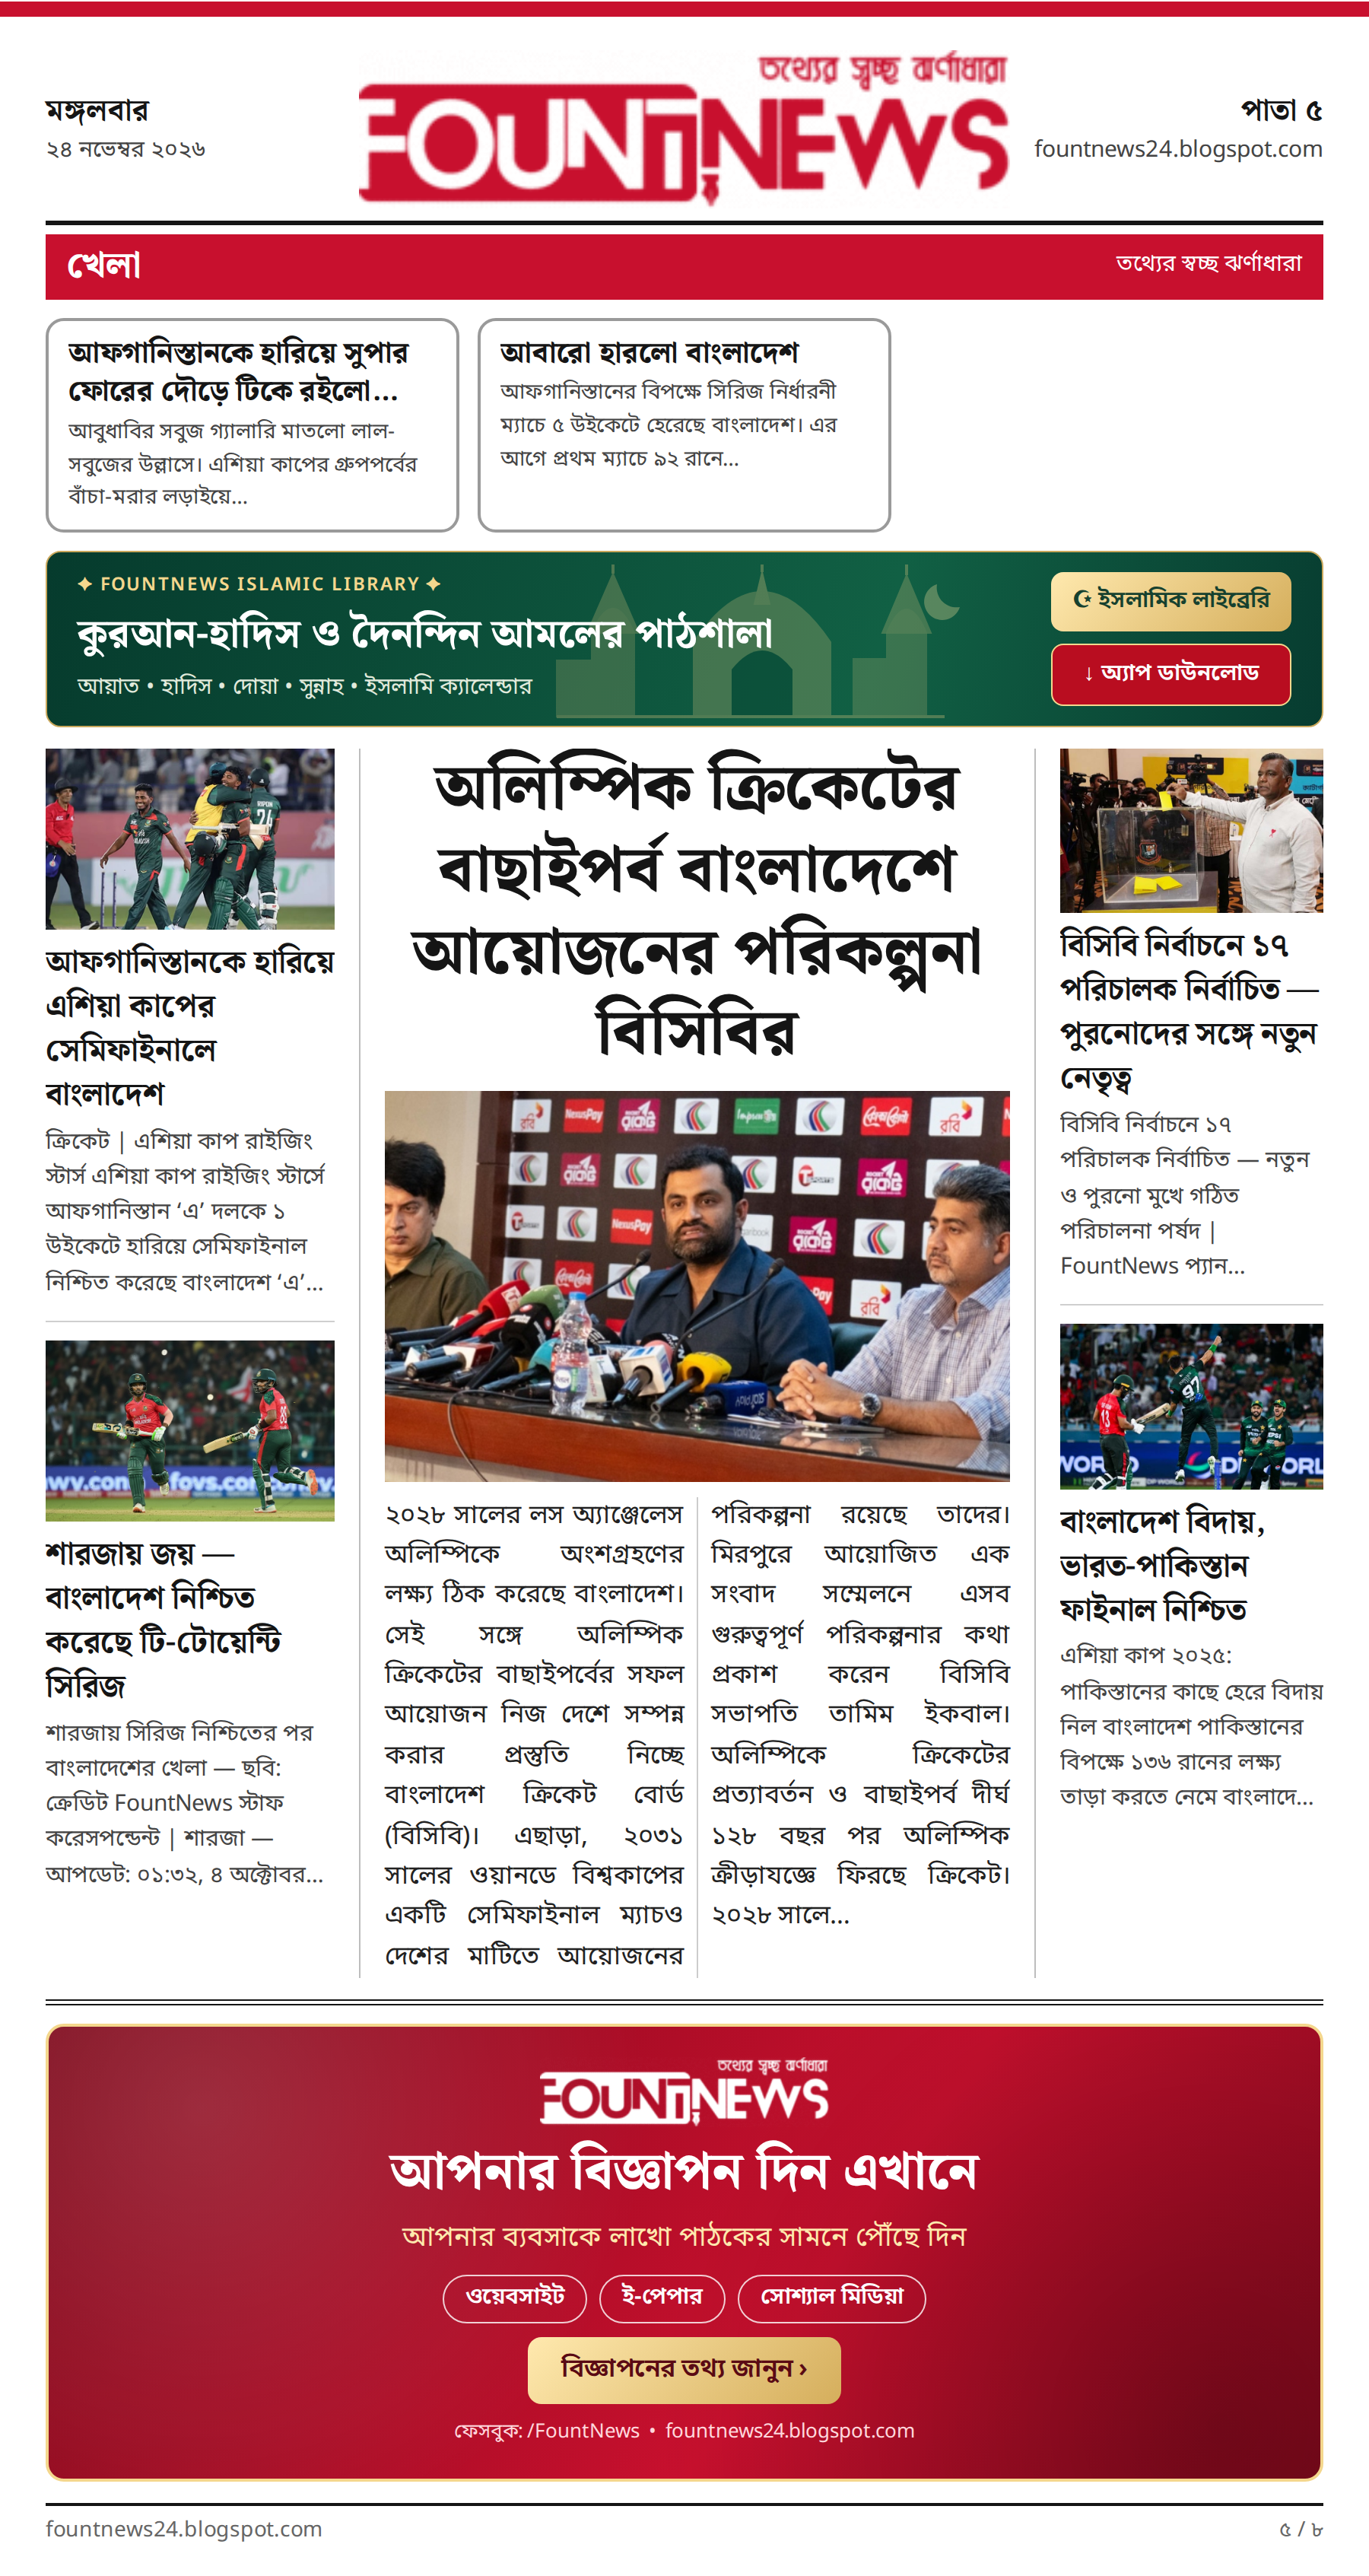 মঙ্গলবার
২৪ নভেম্বর ২০২৬
তথ্যের স্বচ্ছ ঝর্ণাধারা
FOUNTNEWS
পাতা ৫
fountnews24.blogspot.com
খেলা
তথ্যের স্বচ্ছ ঝর্ণাধারা
আফগানিস্তানকে হারিয়ে সুপার
ফোরের দৌড়ে টিকে রইলো...
আবুধাবির সবুজ গ্যালারি মাতলো লাল-
সবুজের উল্লাসে। এশিয়া কাপের গ্রুপপর্বের
বাঁচা-মরার লড়াইয়ে...
আবারো হারলো বাংলাদেশ
আফগানিস্তানের বিপক্ষে সিরিজ নির্ধারনী
ম্যাচে ৫ উইকেটে হেরেছে বাংলাদেশ। এর
আগে প্রথম ম্যাচে ৯২ রানে...
✦ FOUNTNEWS ISLAMIC LIBRARY ✦
কুরআন-হাদিস ও দৈনন্দিন আমলের পাঠশালা
আয়াত • হাদিস • দোয়া • সুন্নাহ • ইসলামি ক্যালেন্ডার
☪ ইসলামিক লাইব্রেরি
↓ অ্যাপ ডাউনলোড
আফগানিস্তানকে হারিয়ে
এশিয়া কাপের
সেমিফাইনালে
বাংলাদেশ
ক্রিকেট | এশিয়া কাপ রাইজিং
স্টার্স এশিয়া কাপ রাইজিং স্টার্সে
আফগানিস্তান ‘এ’ দলকে ১
উইকেটে হারিয়ে সেমিফাইনাল
নিশ্চিত করেছে বাংলাদেশ ‘এ’...
শারজায় জয় —
বাংলাদেশ নিশ্চিত
করেছে টি-টোয়েন্টি
সিরিজ
শারজায় সিরিজ নিশ্চিতের পর
বাংলাদেশের খেলা — ছবি:
ক্রেডিট FountNews স্টাফ
করেসপন্ডেন্ট | শারজা —
আপডেট: ০১:৩২, ৪ অক্টোবর...
অলিম্পিক ক্রিকেটের
বাছাইপর্ব বাংলাদেশে
আয়োজনের পরিকল্পনা
বিসিবির
২০২৮ সালের লস অ্যাঞ্জেলেস
অলিম্পিকে অংশগ্রহণের
লক্ষ্য ঠিক করেছে বাংলাদেশ।
সেই সঙ্গে অলিম্পিক
ক্রিকেটের বাছাইপর্বের সফল
আয়োজন নিজ দেশে সম্পন্ন
করার প্রস্তুতি নিচ্ছে
বাংলাদেশ ক্রিকেট বোর্ড
(বিসিবি)। এছাড়া, ২০৩১
সালের ওয়ানডে বিশ্বকাপের
একটি সেমিফাইনাল ম্যাচও
দেশের মাটিতে আয়োজনের
পরিকল্পনা রয়েছে তাদের।
মিরপুরে আয়োজিত এক
সংবাদ সম্মেলনে এসব
গুরুত্বপূর্ণ পরিকল্পনার কথা
প্রকাশ করেন বিসিবি
সভাপতি তামিম ইকবাল।
অলিম্পিকে ক্রিকেটের
প্রত্যাবর্তন ও বাছাইপর্ব দীর্ঘ
১২৮ বছর পর অলিম্পিক
ক্রীড়াযজ্ঞে ফিরছে ক্রিকেট।
২০২৮ সালে...
বিসিবি নির্বাচনে ১৭
পরিচালক নির্বাচিত —
পুরনোদের সঙ্গে নতুন
নেতৃত্ব
বিসিবি নির্বাচনে ১৭
পরিচালক নির্বাচিত — নতুন
ও পুরনো মুখে গঠিত
পরিচালনা পর্ষদ |
FountNews প্যান...
বাংলাদেশ বিদায়,
ভারত-পাকিস্তান
ফাইনাল নিশ্চিত
এশিয়া কাপ ২০২৫:
পাকিস্তানের কাছে হেরে বিদায়
নিল বাংলাদেশ পাকিস্তানের
বিপক্ষে ১৩৬ রানের লক্ষ্য
তাড়া করতে নেমে বাংলাদে...
তথ্যের স্বচ্ছ ঝর্ণাধারা
FOUNTNEWS
আপনার বিজ্ঞাপন দিন এখানে
আপনার ব্যবসাকে লাখো পাঠকের সামনে পৌঁছে দিন
ওয়েবসাইট
ই-পেপার
সোশ্যাল মিডিয়া
বিজ্ঞাপনের তথ্য জানুন ›
ফেসবুক: /FountNews • fountnews24.blogspot.com
fountnews24.blogspot.com
৫ / ৮